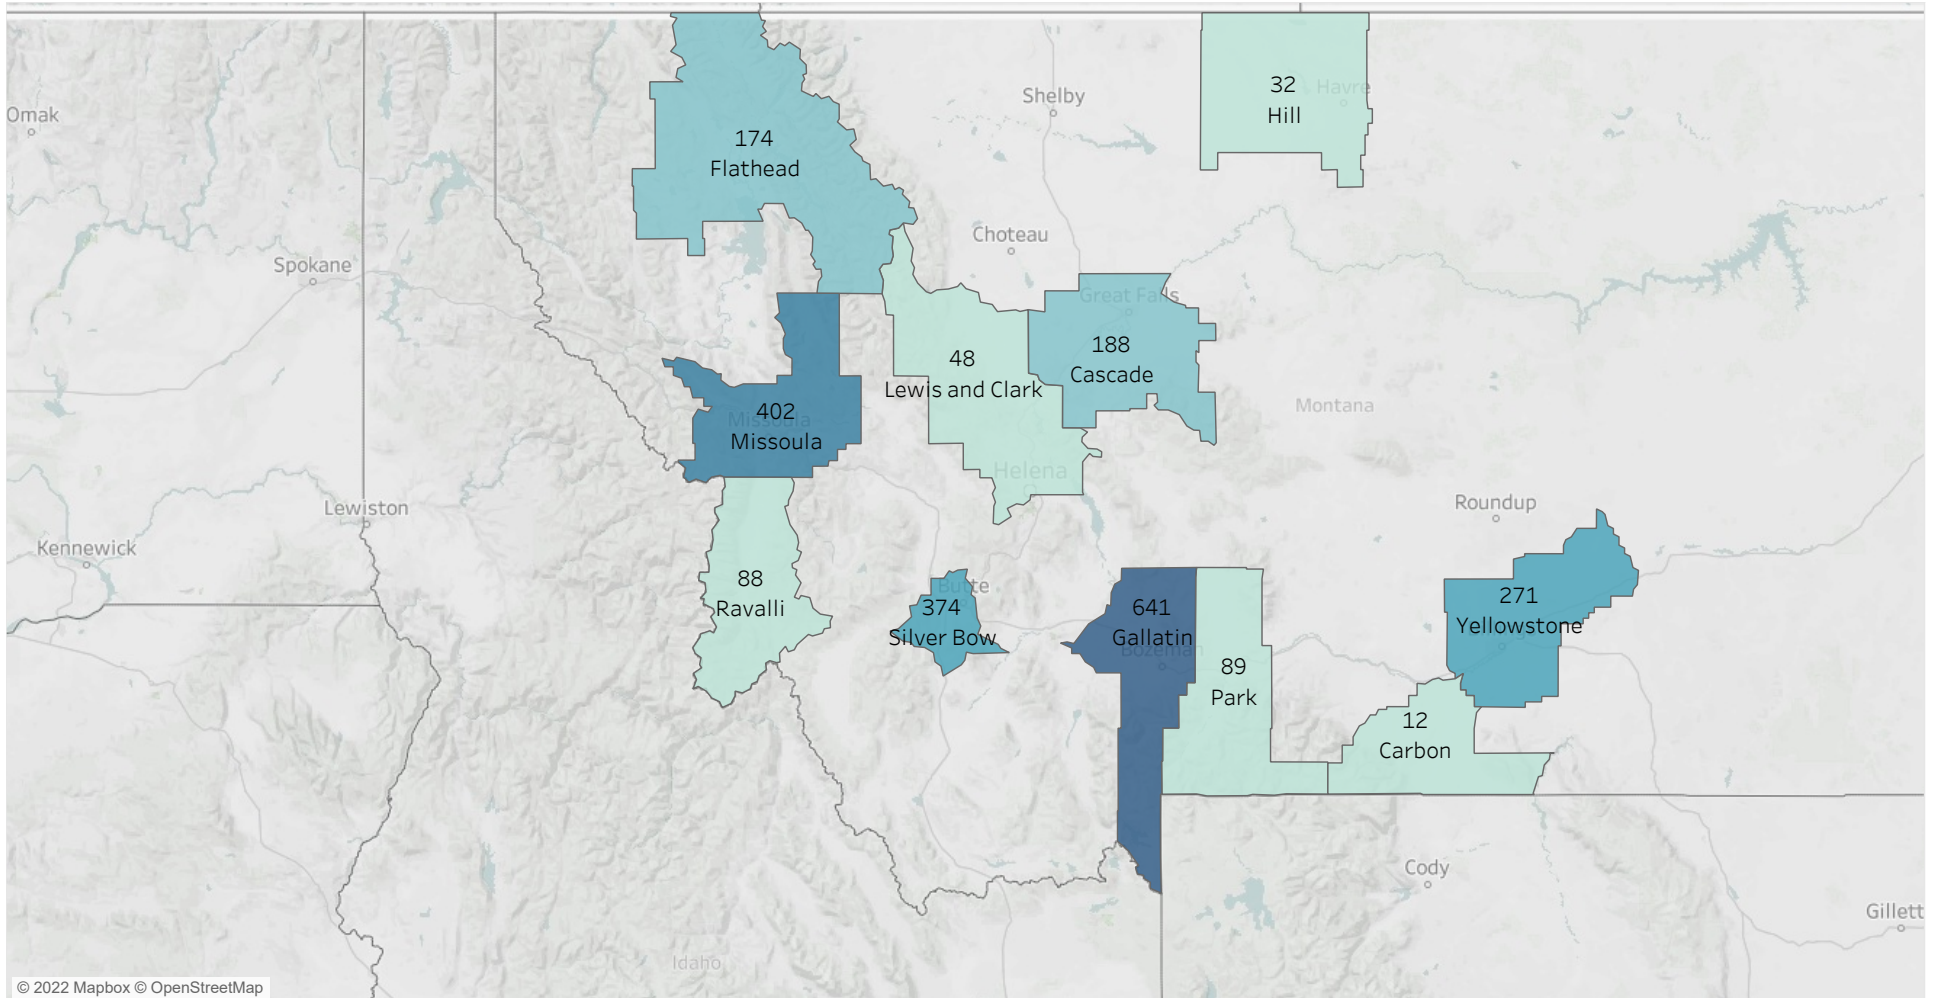 Omak
Shelby
32
Hill
Havre
174
Flathead
Choteau
Spokane
Great Falls
188
Cascade
48
Lewis and Clark
Montana
402
Missoula
Missoula
Helena
Lewiston
Roundup
Kennewick
88
Ravalli
Butte
374
Silver Bow
641
Gallatin
Bozeman
271
Yellowstone
89
Park
12
Carbon
Cody
Gillett
Idaho
© 2022 Mapbox © OpenStreetMap